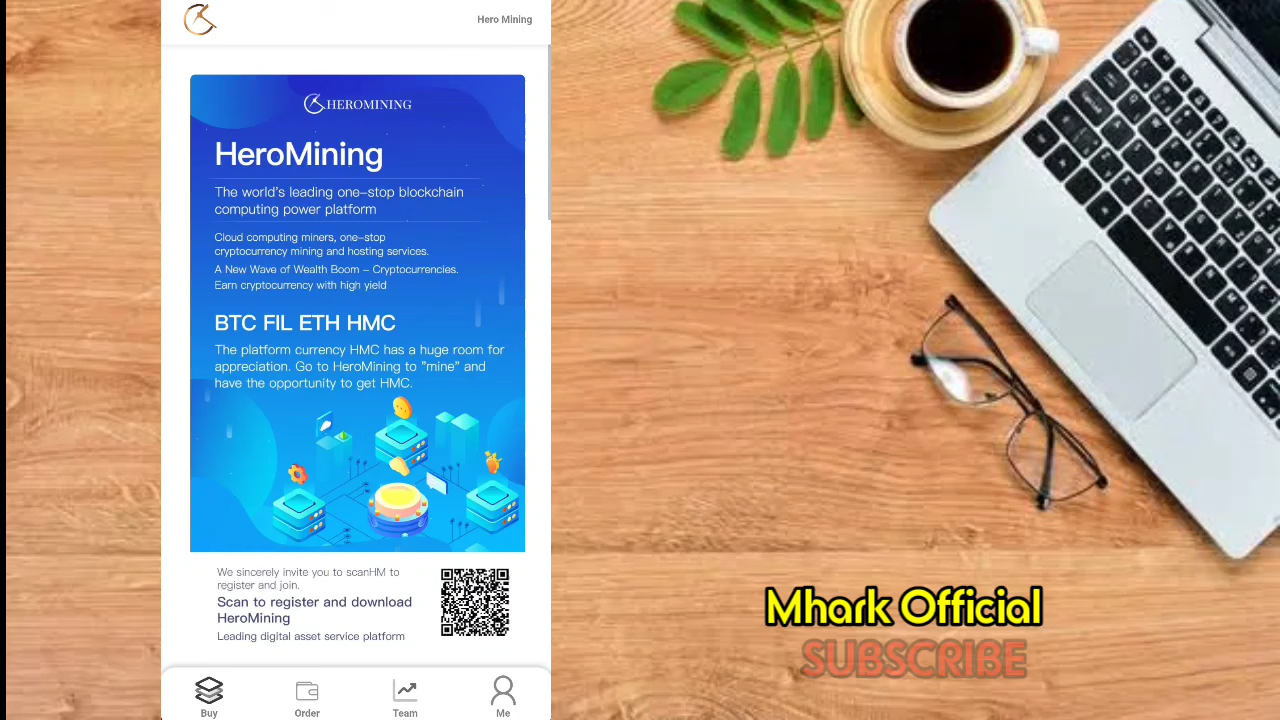 Hero Mining
HEROMINING
HeroMining
The world's leading one-stop blockchain
computing power platform
Cloud computing miners, one-stop
cryptocurrency mining and hosting services.
A New Wave of Wealth Boom - Cryptocurrencies.
Earn cryptocurrency with high yield
BTC FIL ETH HMC
The platform currency HMC has a huge room for
appreciation. Go to HeroMining to "mine" and
have the opportunity to get HMC.
We sincerely invite you to scanHM to
register and join.
Scan to register and download
HeroMining
Leading digital asset service platform
Buy
Order
Team
Me
Mhark Official
SUBSCRIBE